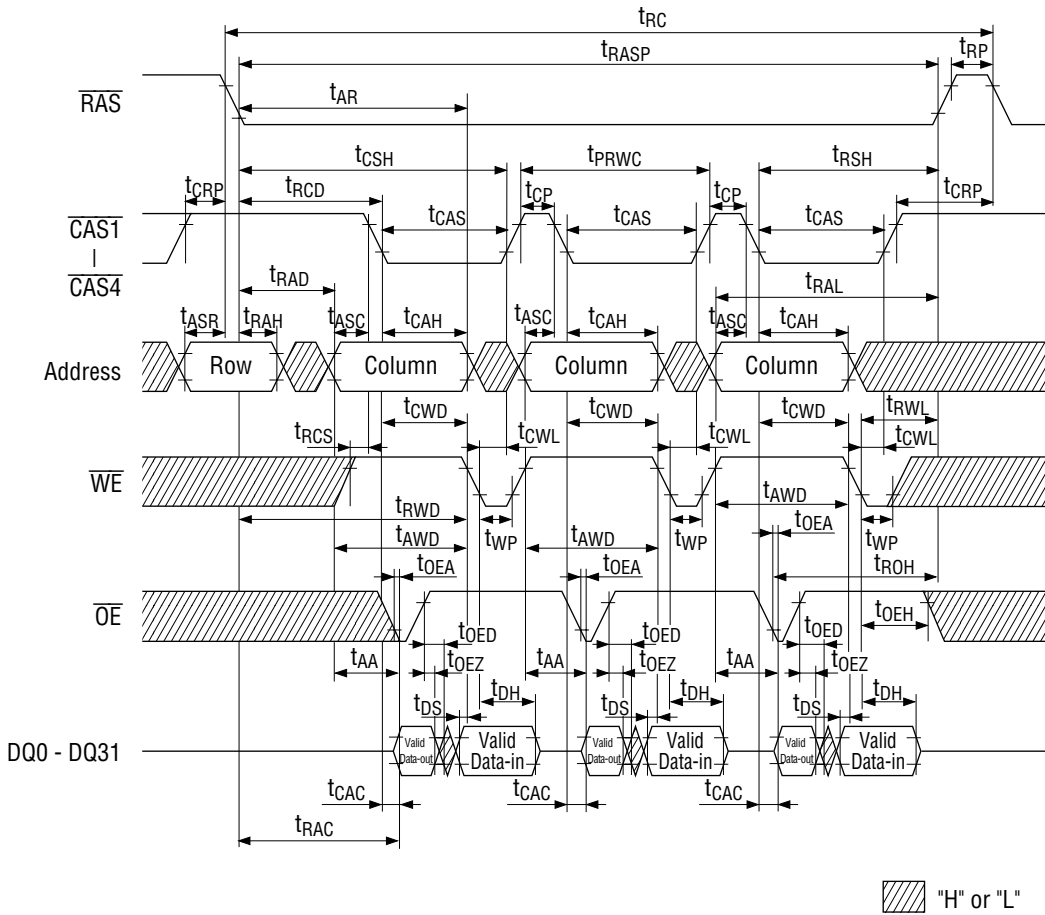 tRC
tRASP
tRP
RAS
tAR
tCSH
tPRWC
tRSH
tCRP
tRCD
tCP
tCP
tCRP
CAS1
|
CAS4
tCAS
tCAS
tCAS
tRAD
tRAL
tASR
tRAH
tASC
tCAH
tASC
tCAH
tASC
tCAH
Address
Row
Column
Column
Column
tCWD
tCWD
tCWD
tRWL
tRCS
tCWL
tCWL
tCWL
WE
tRWD
tAWD
tWP
tAWD
tWP
tAWD
tWP
tOEA
tOEA
tOEA
tROH
OE
tOED
tOED
tOED
tOEH
tAA
tOEZ
tAA
tOEZ
tAA
tOEZ
tDS
tDH
tDS
tDH
tDS
tDH
DQ0 - DQ31
Valid Data-out
Valid Data-in
Valid Data-out
Valid Data-in
Valid Data-out
Valid Data-in
tCAC
tCAC
tCAC
tRAC
"H" or "L"